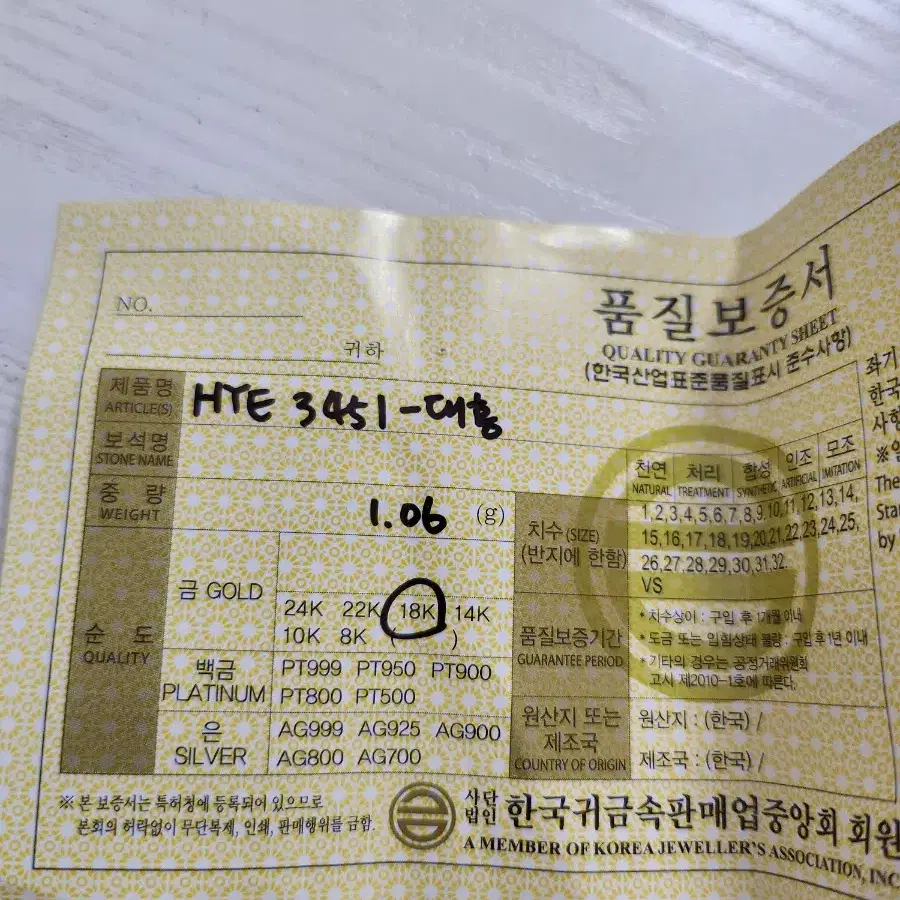 품질보증서
QUALITY GUARANTY SHEET
(한국산업표준품질표시 준수사항)
NO.
귀하
제품명 ARTICLE(S) HTE 3451-대흥
보석명 STONE NAME
천연 처리 합성 인조 모조
NATURAL TREATMENT SYNTHETIC ARTIFICIAL IMITATION
중 량 WEIGHT 1.06 (g)
치수 (SIZE)
(반지에 한함)
1,2,3,4,5,6,7,8,9,10,11,12,13,14,
15,16,17,18,19,20,21,22,23,24,25,
26,27,28,29,30,31,32.
VS
순 도 QUALITY
금 GOLD
24K 22K 18K 14K
10K 8K ( )
백금 PLATINUM
PT999 PT950 PT900
PT800 PT500
은 SILVER
AG999 AG925 AG900
AG800 AG700
품질보증기간
GUARANTEE PERIOD
* 치수상이 : 구입 후 1개월 이내
* 도금 또는 입힘상태 불량 : 구입 후 1년 이내
* 기타의 경우는 공정거래위원회
고시 제2010-1호에 따른다.
원산지 또는
제조국
COUNTRY OF ORIGIN
원산지 : (한국) /
제조국 : (한국) /
※ 본 보증서는 특허청에 등록되어 있으므로
본회의 허락없이 무단복제, 인쇄, 판매행위를 금함.
사단법인 한국귀금속판매업중앙회 회원
A MEMBER OF KOREA JEWELLER'S ASSOCIATION, INC
좌기
한국
사항
The
Star
by